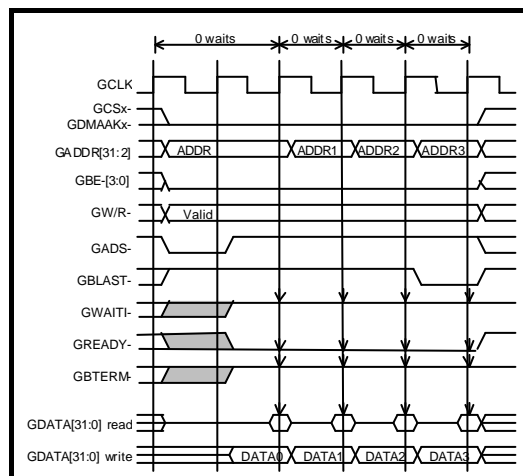 0 waits 0 waits 0 waits 0 waits
GCLK
GCSx-
GDMAAKx-
GADDR[31:2] ADDR ADDR1 ADDR2 ADDR3
GBE-[3:0]
GW/R- Valid
GADS-
GBLAST-
GWAITI-
GREADY-
GBTERM-
GDATA[31:0] read
GDATA[31:0] write DATA0 DATA1 DATA2 DATA3